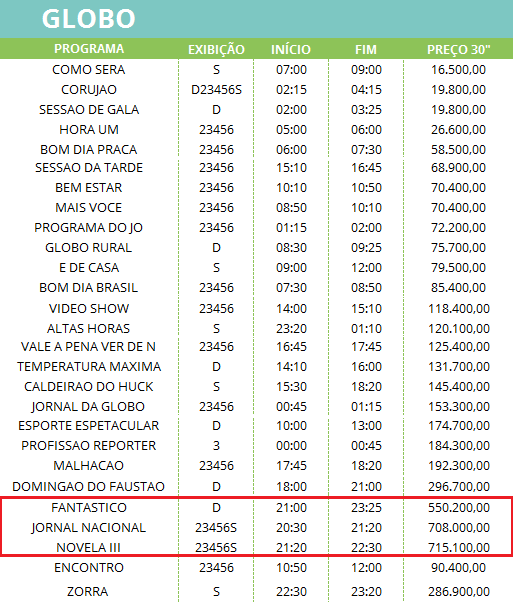 GLOBO
PROGRAMA EXIBIÇÃO INÍCIO FIM PREÇO 30"
COMO SERA S 07:00 09:00 16.500,00
CORUJAO D23456S 02:15 04:15 19.800,00
SESSAO DE GALA D 02:00 03:25 19.800,00
HORA UM 23456 05:00 06:00 26.600,00
BOM DIA PRACA 23456 06:00 07:30 58.500,00
SESSAO DA TARDE 23456 15:10 16:45 68.900,00
BEM ESTAR 23456 10:10 10:50 70.400,00
MAIS VOCE 23456 08:50 10:10 70.400,00
PROGRAMA DO JO 23456 01:15 02:00 72.200,00
GLOBO RURAL D 08:30 09:25 75.700,00
E DE CASA S 09:00 12:00 79.500,00
BOM DIA BRASIL 23456 07:30 08:50 85.400,00
VIDEO SHOW 23456 14:00 15:10 118.400,00
ALTAS HORAS S 23:20 01:10 120.100,00
VALE A PENA VER DE N 23456 16:45 17:45 125.400,00
TEMPERATURA MAXIMA D 14:10 16:00 131.700,00
CALDEIRAO DO HUCK S 15:30 18:20 145.400,00
JORNAL DA GLOBO 23456 00:45 01:15 153.300,00
ESPORTE ESPETACULAR D 10:00 13:00 174.700,00
PROFISSAO REPORTER 3 00:00 00:45 184.300,00
MALHACAO 23456 17:45 18:20 192.300,00
DOMINGAO DO FAUSTAO D 18:00 21:00 296.700,00
FANTASTICO D 21:00 23:25 550.200,00
JORNAL NACIONAL 23456S 20:30 21:20 708.000,00
NOVELA III 23456S 21:20 22:30 715.100,00
ENCONTRO 23456 10:50 12:00 90.400,00
ZORRA S 22:30 23:20 286.900,00